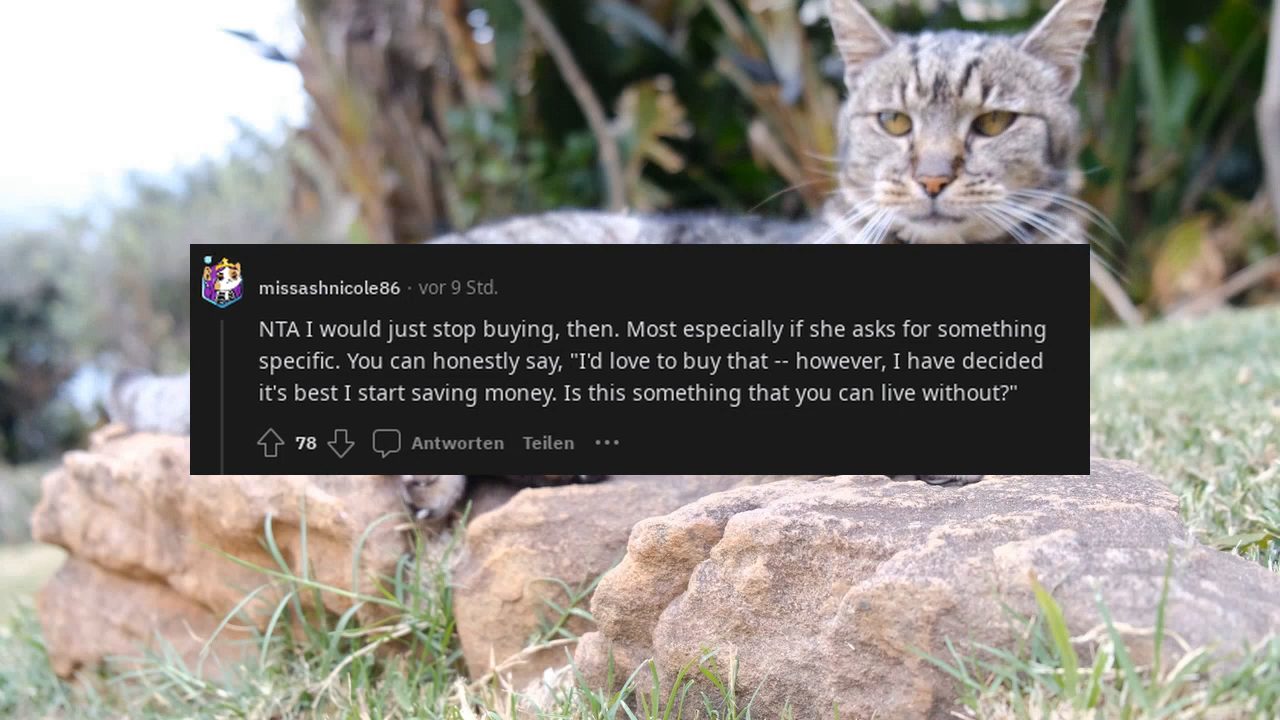 missashnicole86 · vor 9 Std.
NTA I would just stop buying, then. Most especially if she asks for something
specific. You can honestly say, "I'd love to buy that -- however, I have decided
it's best I start saving money. Is this something that you can live without?"
78 Antworten Teilen •••